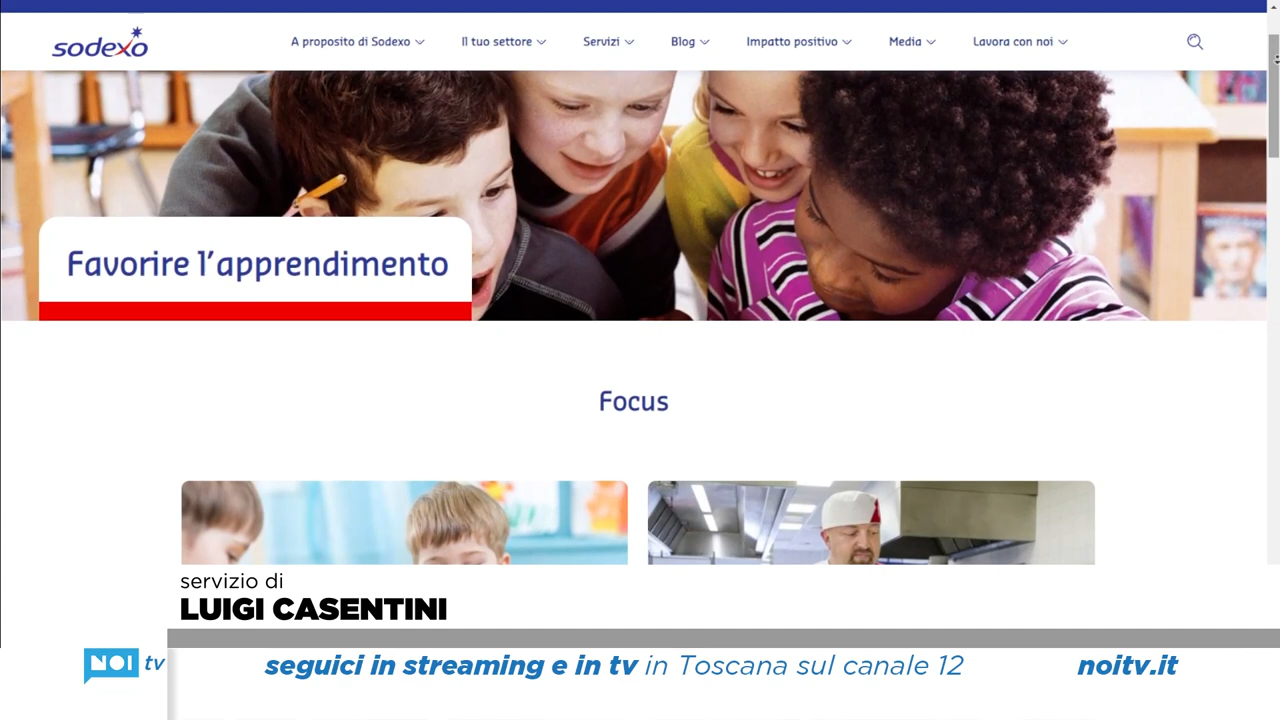 sodexo
A proposito di Sodexo
Il tuo settore
Servizi
Blog
Impatto positivo
Media
Lavora con noi
Favorire l'apprendimento
Focus
servizio di
LUIGI CASENTINI
NOI tv
seguici in streaming e in tv in Toscana sul canale 12
noitv.it